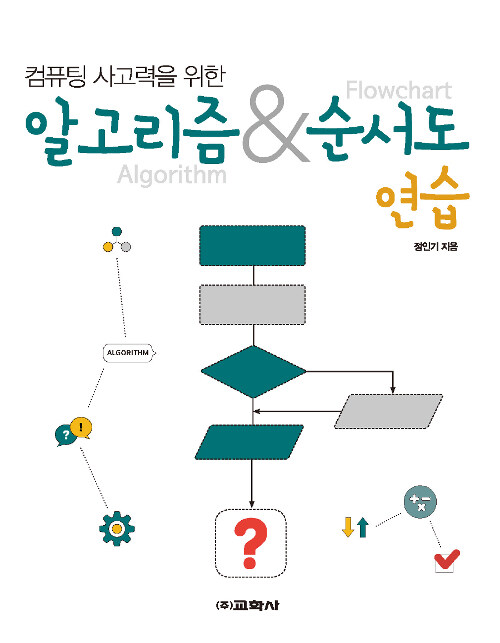 컴퓨팅 사고력을 위한
Flowchart
알고리즘 & 순서도
Algorithm
연습
정인기 지음
ALGORITHM
? !
?
(주)교학사